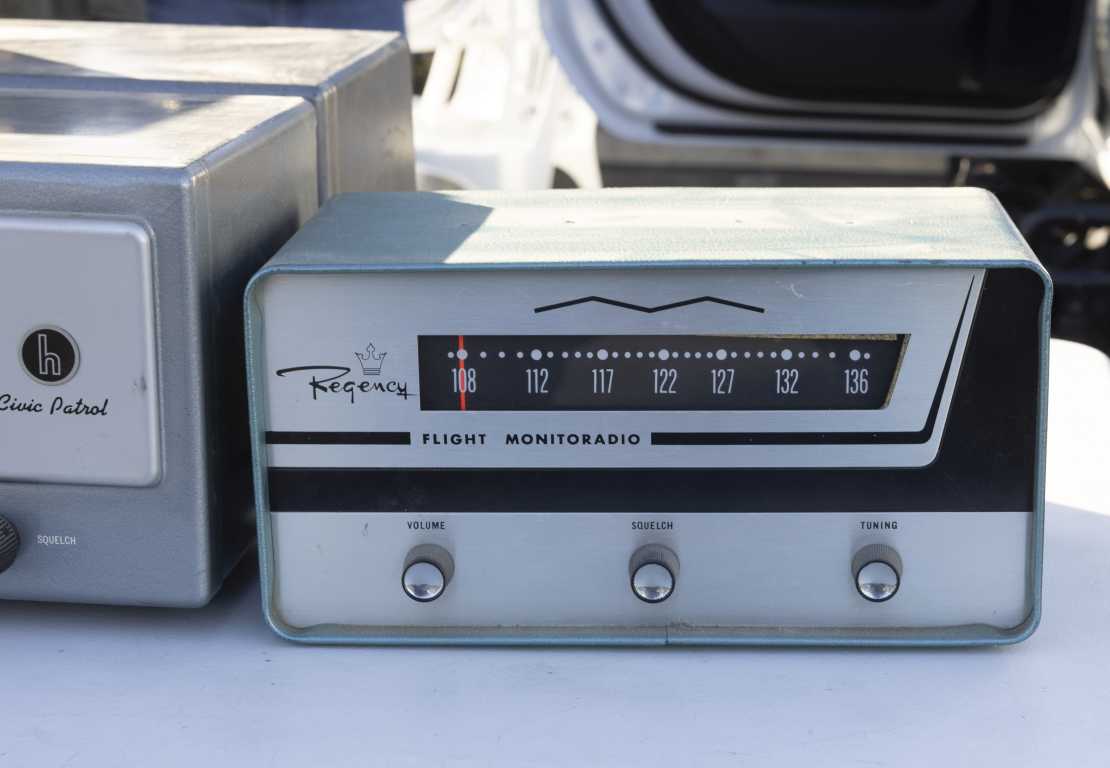 h
Civic Patrol
SQUELCH
Regency
108 112 117 122 127 132 136
FLIGHT MONITORADIO
VOLUME SQUELCH TUNING